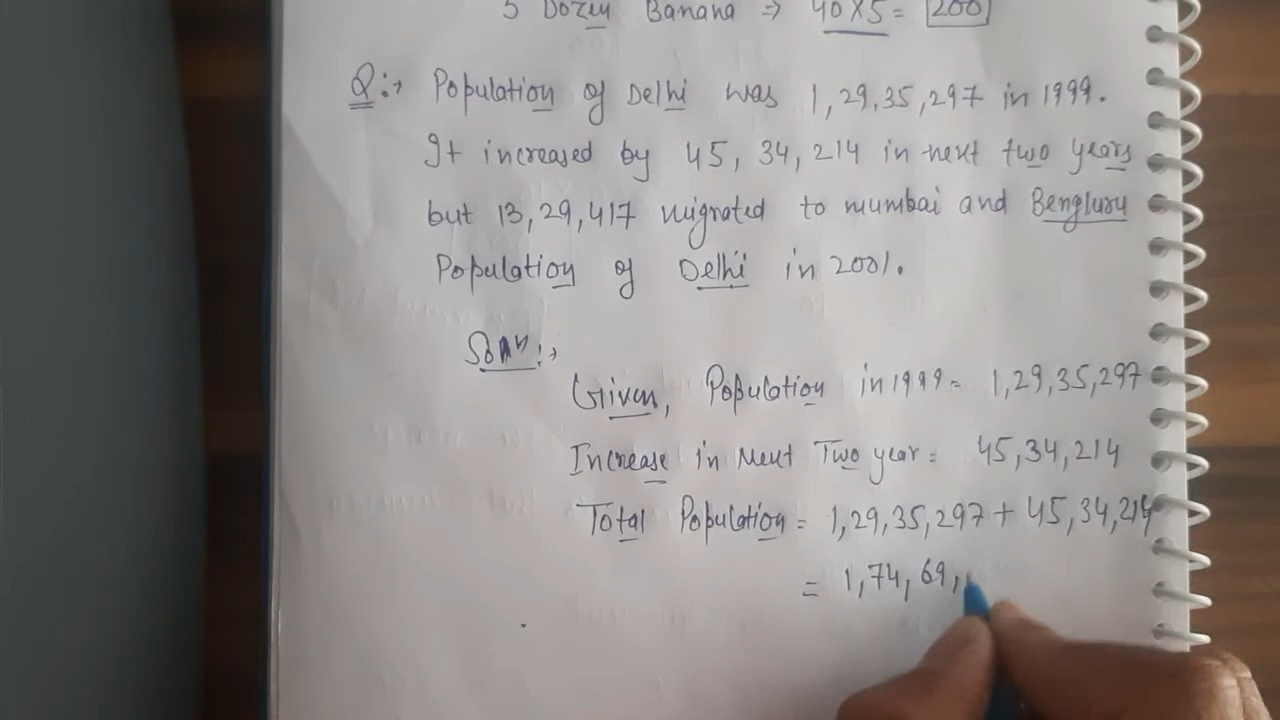 5 Dozen Banana ⇒ 40×5= 200
Q:→ Population of Delhi was 1,29,35,297 in 1999.
It increased by 45, 34, 214 in next two years
but 13,29,417 migrated to mumbai and Bengluru
Population of Delhi in 2001.
Soln:→
Given, Population in 1999= 1,29,35,297
Increase in Next Two year= 45,34,214
Total Population= 1,29,35,297+ 45,34,214
= 1,74,69,